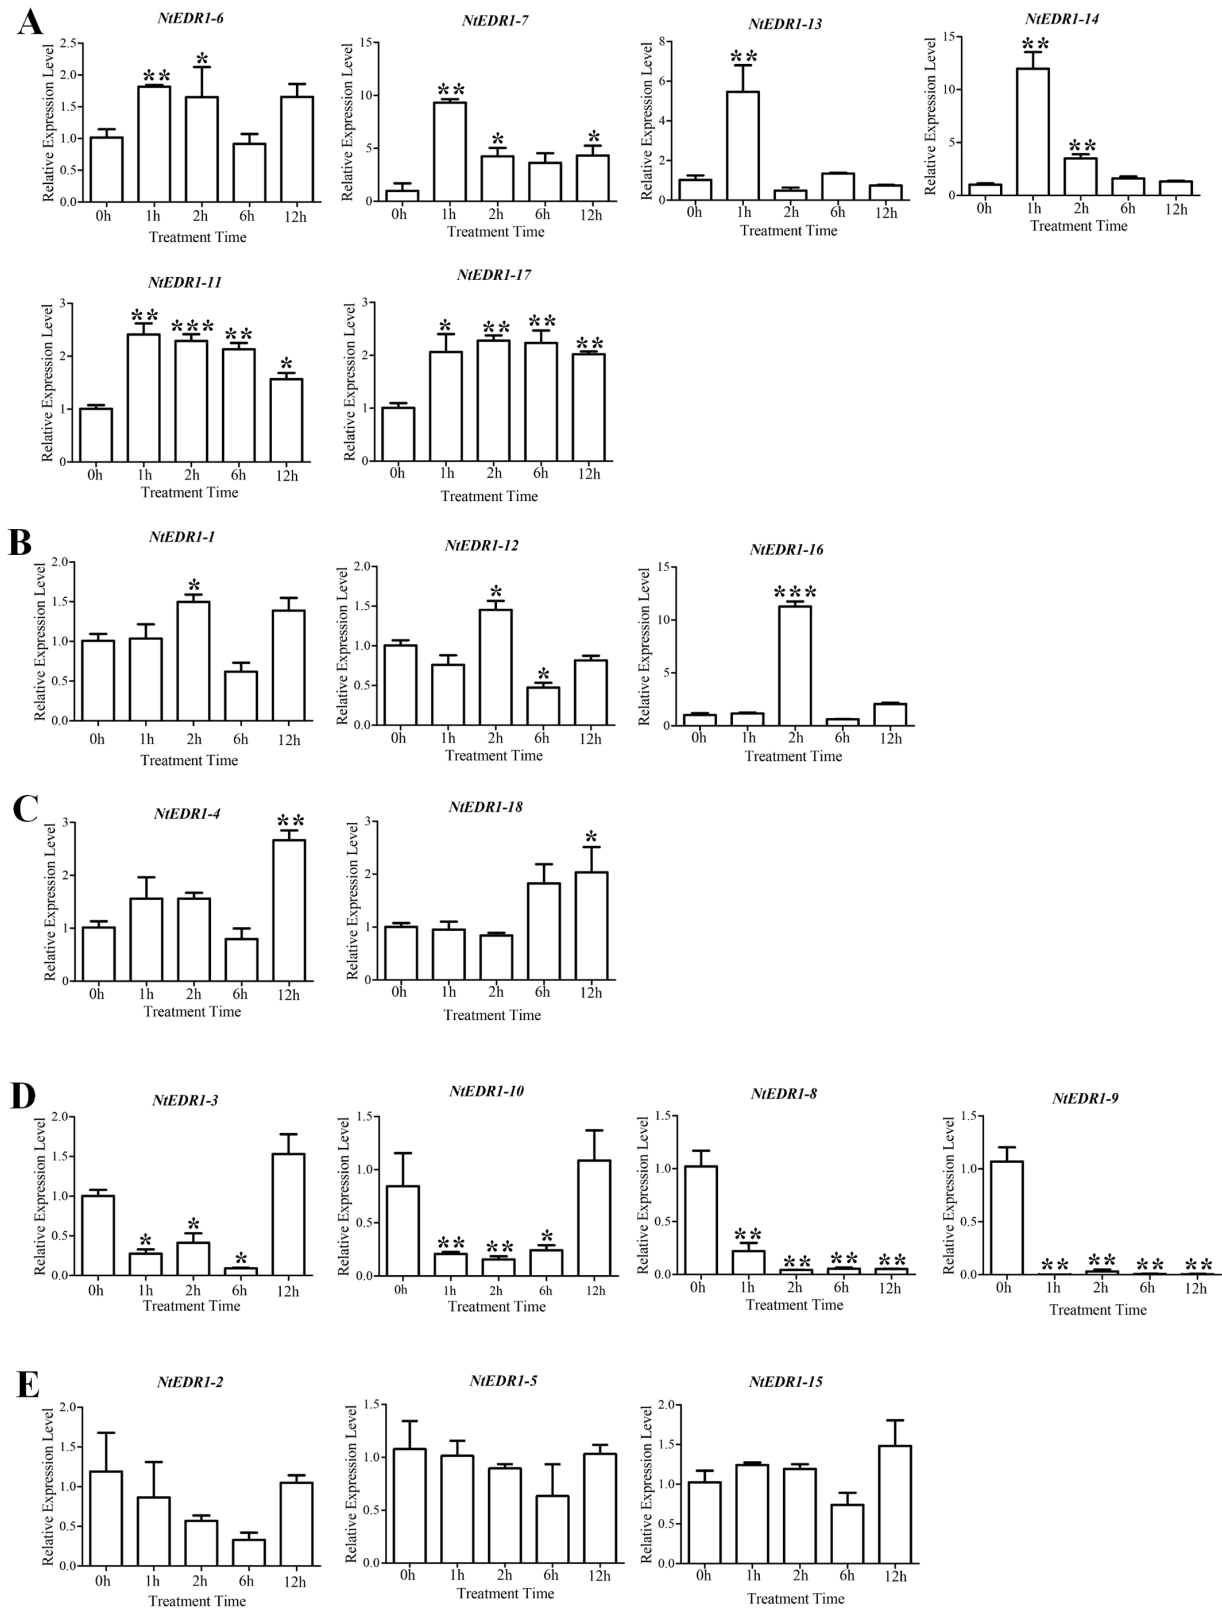 A
NtEDR1-6
Relative Expression Level
2.5
2.0
1.5
1.0
0.5
0.0
** *
0h 1h 2h 6h 12h
Treatment Time
NtEDR1-7
Relative Expression Level
15
10
5
0
** * *
0h 1h 2h 6h 12h
Treatment Time
NtEDR1-13
Relative Expression Level
8
6
4
2
0
**
0h 1h 2h 6h 12h
Treatment Time
NtEDR1-14
Relative Expression Level
15
10
5
0
** **
0h 1h 2h 6h 12h
Treatment Time
NtEDR1-11
Relative Expression Level
3
2
1
0
** *** ** *
0h 1h 2h 6h 12h
Treatment Time
NtEDR1-17
Relative Expression Level
3
2
1
0
* ** ** **
0h 1h 2h 6h 12h
Treatment Time
B
NtEDR1-1
Relative Expression Level
2.0
1.5
1.0
0.5
0.0
*
0h 1h 2h 6h 12h
Treatment Time
NtEDR1-12
Relative Expression Level
2.0
1.5
1.0
0.5
0.0
* *
0h 1h 2h 6h 12h
Treatment Time
NtEDR1-16
Relative Expression Level
15
10
5
0
***
0h 1h 2h 6h 12h
Treatment Time
C
NtEDR1-4
Relative Expression Level
3
2
1
0
**
0h 1h 2h 6h 12h
Treatment Time
NtEDR1-18
Relative Expression Level
3
2
1
0
*
0h 1h 2h 6h 12h
Treatment Time
D
NtEDR1-3
Relative Expression Level
2.0
1.5
1.0
0.5
0.0
* * *
0h 1h 2h 6h 12h
Treatment Time
NtEDR1-10
Relative Expression Level
1.5
1.0
0.5
0.0
** ** *
0h 1h 2h 6h 12h
Treatment Time
NtEDR1-8
Relative Expression Level
1.5
1.0
0.5
0.0
** ** ** **
0h 1h 2h 6h 12h
Treatment Time
NtEDR1-9
Relative Expression Level
1.5
1.0
0.5
0.0
** ** ** **
0h 1h 2h 6h 12h
Treatment Time
E
NtEDR1-2
Relative Expression Level
2.0
1.5
1.0
0.5
0.0
0h 1h 2h 6h 12h
Treatment Time
NtEDR1-5
Relative Expression Level
1.5
1.0
0.5
0.0
0h 1h 2h 6h 12h
Treatment Time
NtEDR1-15
Relative Expression Level
2.0
1.5
1.0
0.5
0.0
0h 1h 2h 6h 12h
Treatment Time